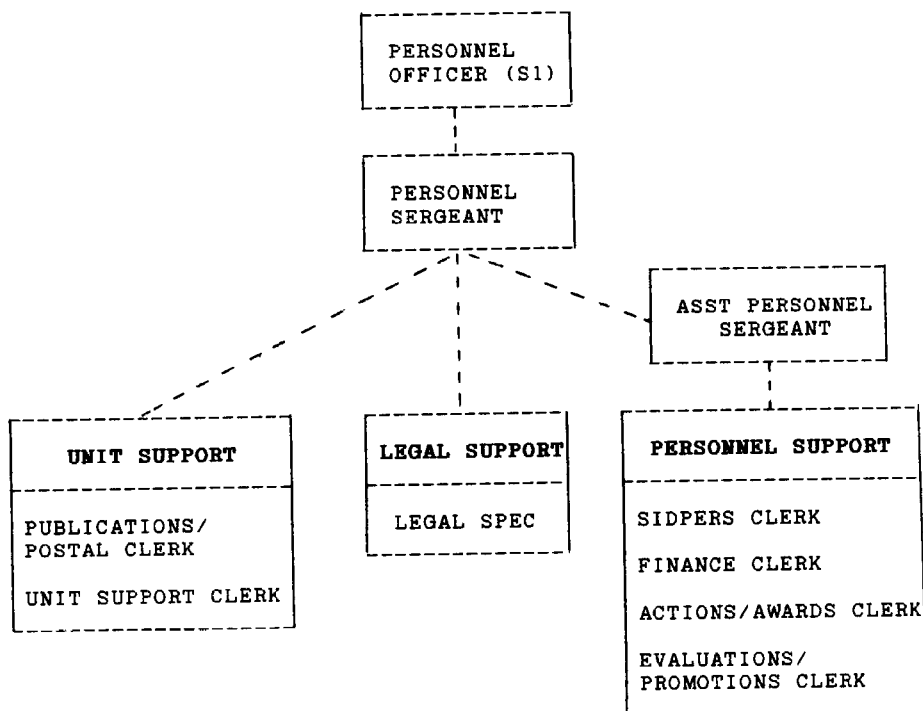 PERSONNEL
OFFICER (S1)
PERSONNEL
SERGEANT
ASST PERSONNEL
SERGEANT
UNIT SUPPORT
PUBLICATIONS/
POSTAL CLERK
UNIT SUPPORT CLERK
LEGAL SUPPORT
LEGAL SPEC
PERSONNEL SUPPORT
SIDPERS CLERK
FINANCE CLERK
ACTIONS/AWARDS CLERK
EVALUATIONS/
PROMOTIONS CLERK